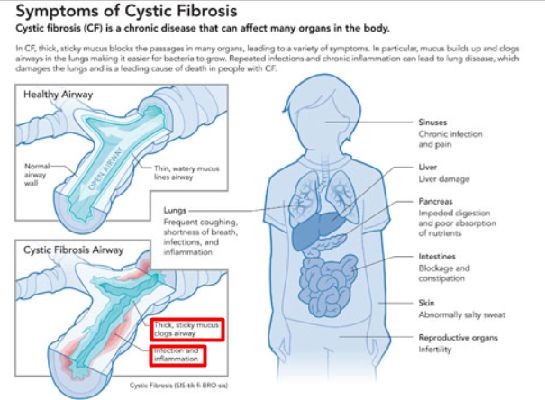 Symptoms of Cystic Fibrosis
Cystic fibrosis (CF) is a chronic disease that can affect many organs in the body.
In CF, thick, sticky mucus blocks the passages in many organs, leading to a variety of symptoms. In particular, mucus builds up and clogs
airways in the lungs making it easier for bacteria to grow. Repeated infections and chronic inflammation can lead to lung disease, which
damages the lungs and is a leading cause of death in people with CF.
Healthy Airway
Normal
airway
wall
OPEN AIRWAY
Thin, watery mucus
lines airway
Lungs
Frequent coughing,
shortness of breath,
infections, and
inflammation
Cystic Fibrosis Airway
Thick, sticky mucus
clogs airway
Infection and
inflammation
Cystic Fibrosis (SIS-tik fi-BRO-sis)
Sinuses
Chronic infection
and pain
Liver
Liver damage
Pancreas
Impeded digestion
and poor absorption
of nutrients
Intestines
Blockage and
constipation
Skin
Abnormally salty sweat
Reproductive organs
Infertility